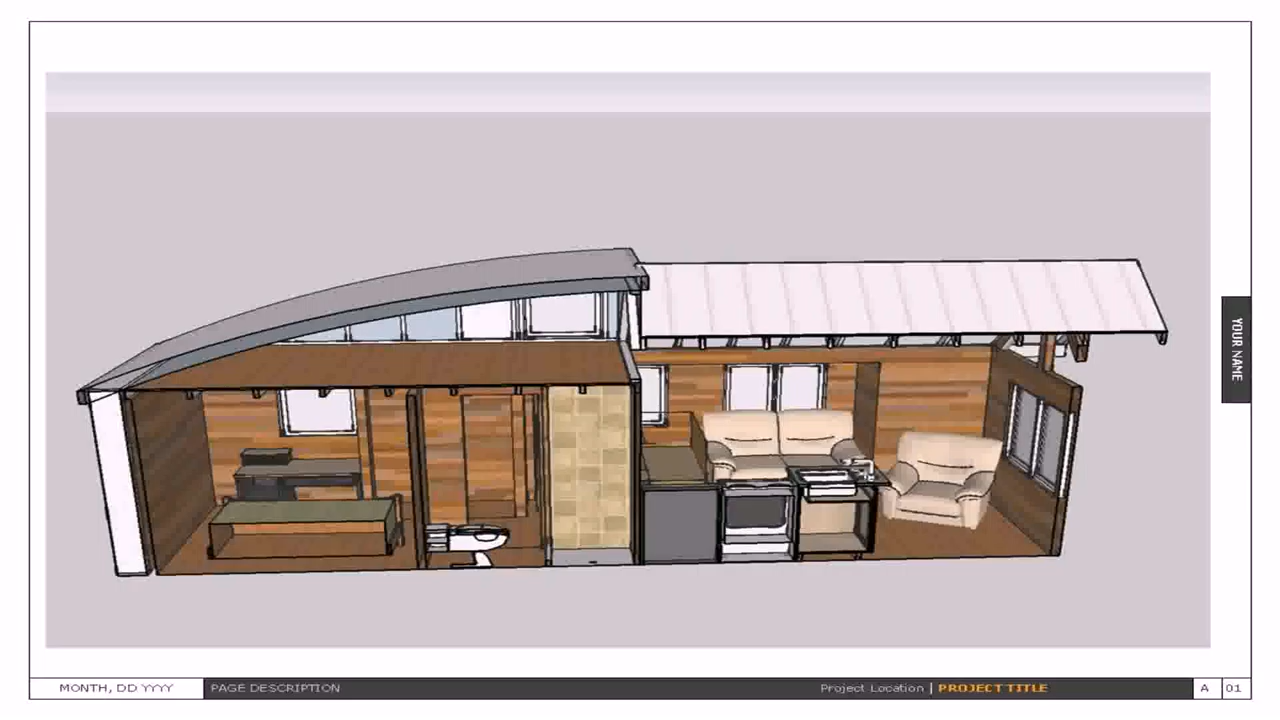 YOUR NAME
MONTH, DD YYYY
PAGE DESCRIPTION
Project Location | PROJECT TITLE
A 01